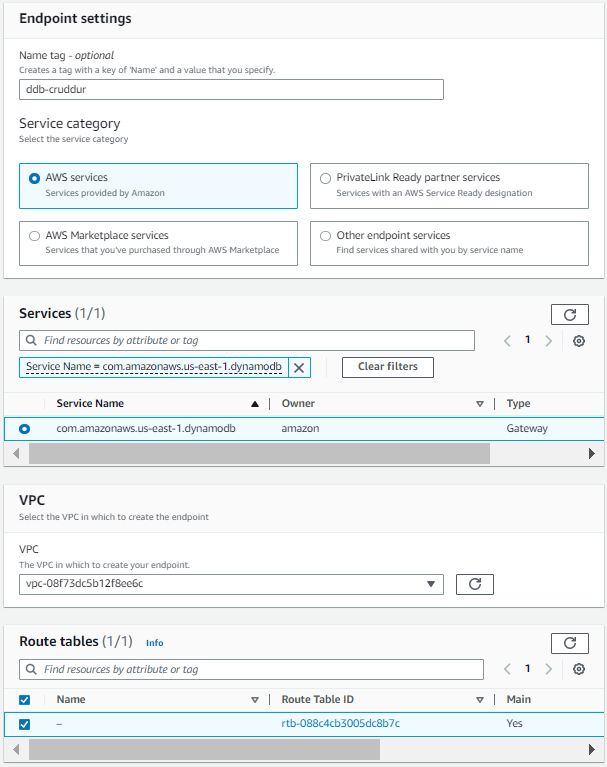 Endpoint settings
Name tag - optional
Creates a tag with a key of 'Name' and a value that you specify.
ddb-cruddur
Service category
Select the service category
AWS services
Services provided by Amazon
PrivateLink Ready partner services
Services with an AWS Service Ready designation
AWS Marketplace services
Services that you've purchased through AWS Marketplace
Other endpoint services
Find services shared with you by service name
Services (1/1)
Find resources by attribute or tag
1
Service Name = com.amazonaws.us-east-1.dynamodb
Clear filters
Service Name Owner Type
com.amazonaws.us-east-1.dynamodb amazon Gateway
VPC
Select the VPC in which to create the endpoint
VPC
The VPC in which to create your endpoint.
vpc-08f73dc5b12f8ee6c
Route tables (1/1) Info
Find resources by attribute or tag
1
Name Route Table ID Main
– rtb-088c4cb3005dc8b7c Yes